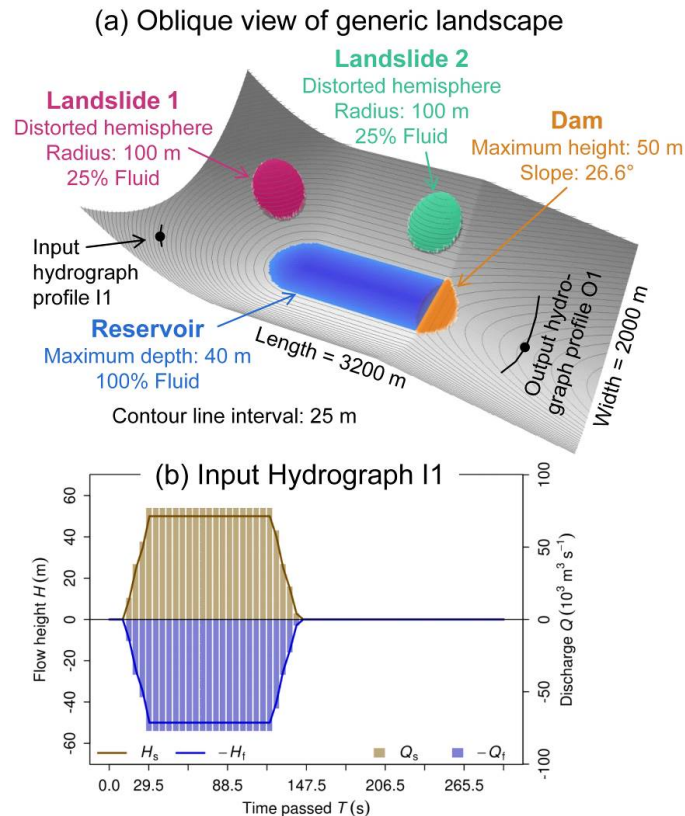 (a) Oblique view of generic landscape
Landslide 1
Distorted hemisphere
Radius: 100 m
25% Fluid
Landslide 2
Distorted hemisphere
Radius: 100 m
25% Fluid
Dam
Maximum height: 50 m
Slope: 26.6°
Input
hydrograph
profile I1
Reservoir
Maximum depth: 40 m
100% Fluid
Length = 3200 m
Output hydro-
graph profile O1
Width = 2000 m
Contour line interval: 25 m
(b) Input Hydrograph I1
Flow height H (m)
60
40
20
0
-20
-40
-60
Discharge Q (10³ m³ s⁻¹)
100
50
0
-50
-100
Hs
−Hf
Qs
−Qf
0.0 29.5 88.5 147.5 206.5 265.5
Time passed T (s)